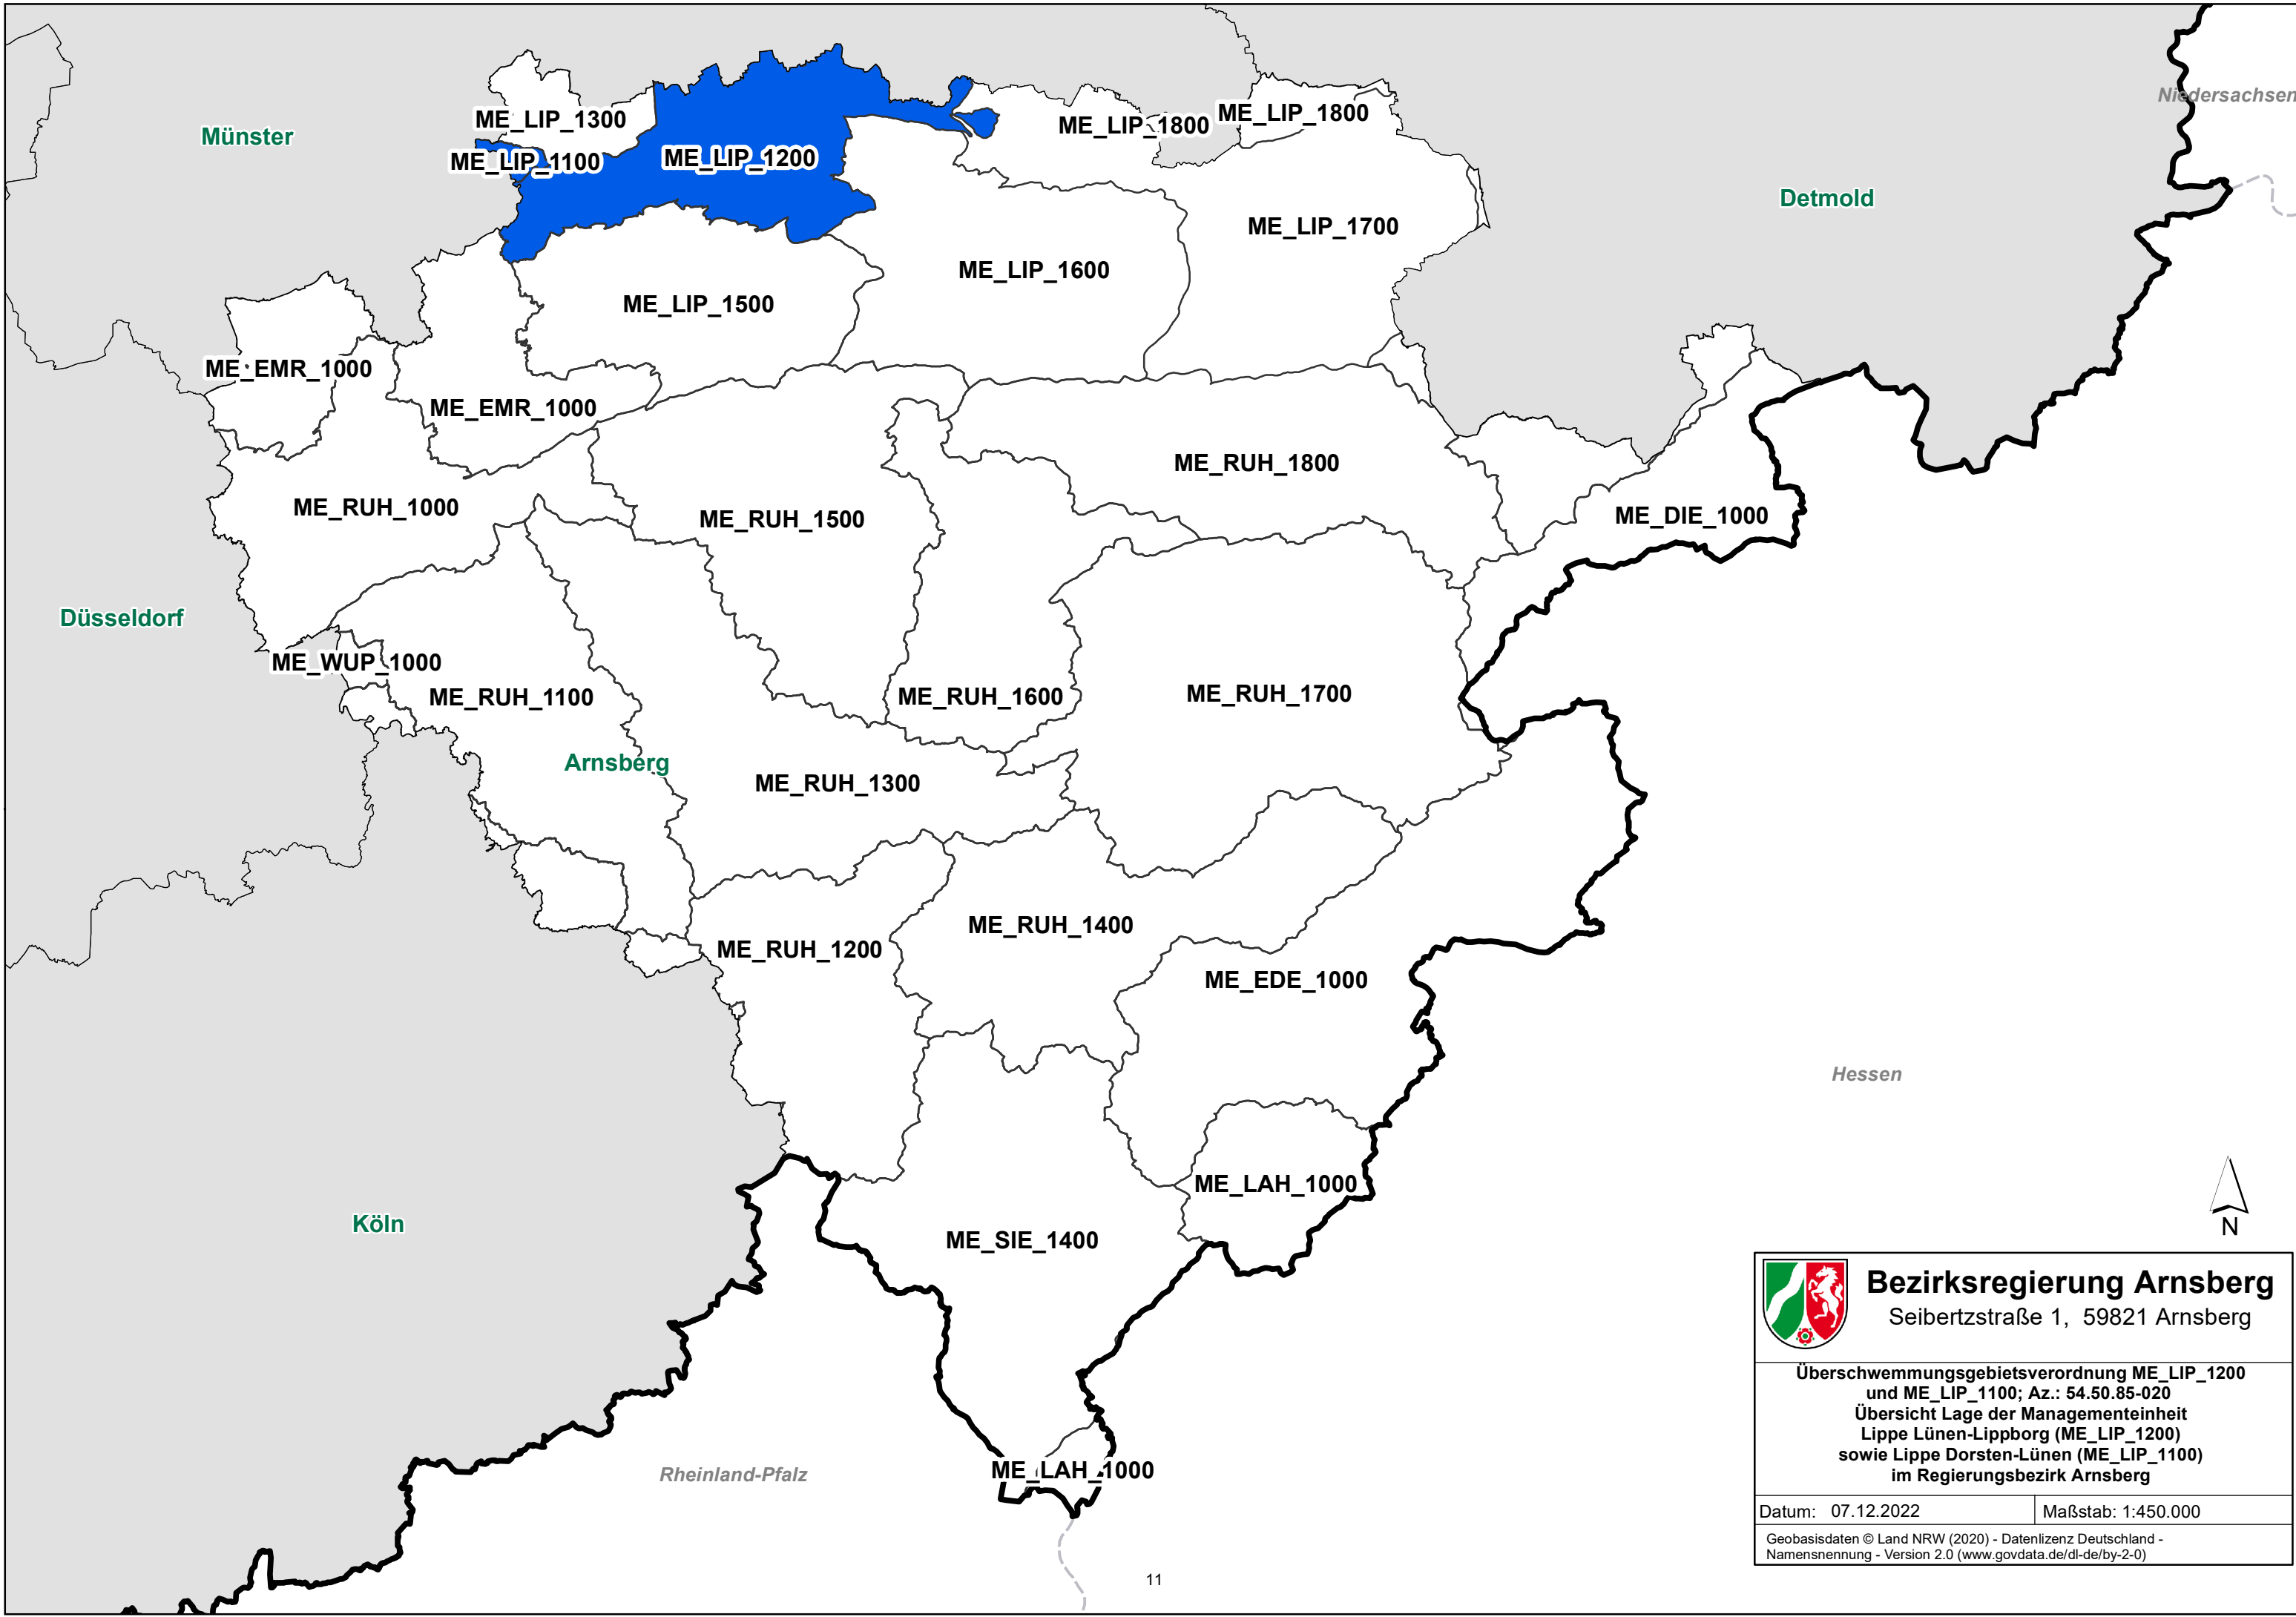 Niedersachsen
ME_LIP_1300
ME_LIP_1800
ME_LIP_1800
Münster
ME_LIP_1100
ME_LIP_1200
Detmold
ME_LIP_1700
ME_LIP_1600
ME_LIP_1500
ME_EMR_1000
ME_EMR_1000
ME_RUH_1800
ME_RUH_1000
ME_RUH_1500
ME_DIE_1000
Düsseldorf
ME_WUP_1000
ME_RUH_1100
ME_RUH_1600
ME_RUH_1700
Arnsberg
ME_RUH_1300
ME_RUH_1400
ME_RUH_1200
ME_EDE_1000
Hessen
ME_LAH_1000
Köln
ME_SIE_1400
N
Rheinland-Pfalz
ME_LAH_1000
Bezirksregierung Arnsberg
Seibertzstraße 1, 59821 Arnsberg
Überschwemmungsgebietsverordnung ME_LIP_1200
und ME_LIP_1100; Az.: 54.50.85-020
Übersicht Lage der Managementeinheit
Lippe Lünen-Lippborg (ME_LIP_1200)
sowie Lippe Dorsten-Lünen (ME_LIP_1100)
im Regierungsbezirk Arnsberg
Datum: 07.12.2022
Maßstab: 1:450.000
Geobasisdaten © Land NRW (2020) - Datenlizenz Deutschland -
Namensnennung - Version 2.0 (www.govdata.de/dl-de/by-2-0)
11